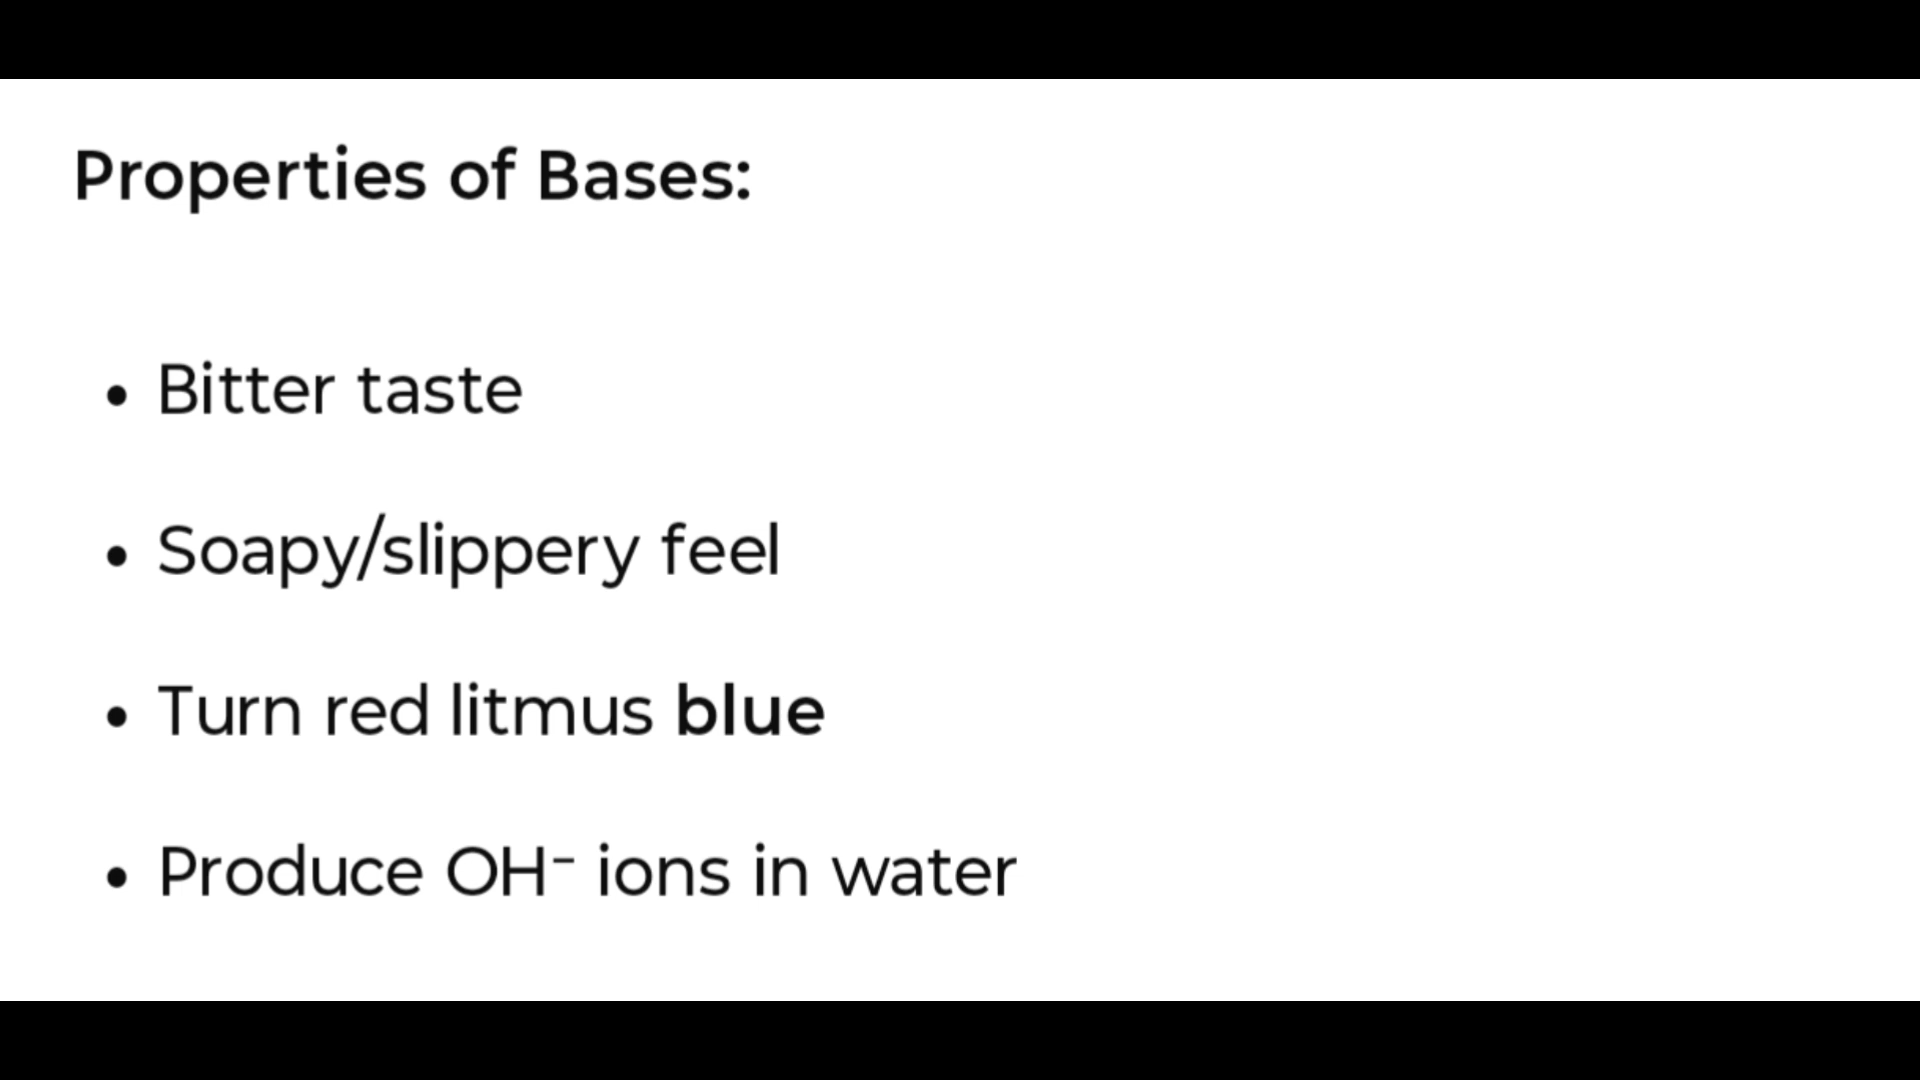 Properties of Bases:
• Bitter taste
• Soapy/slippery feel
• Turn red litmus blue
• Produce OH⁻ ions in water